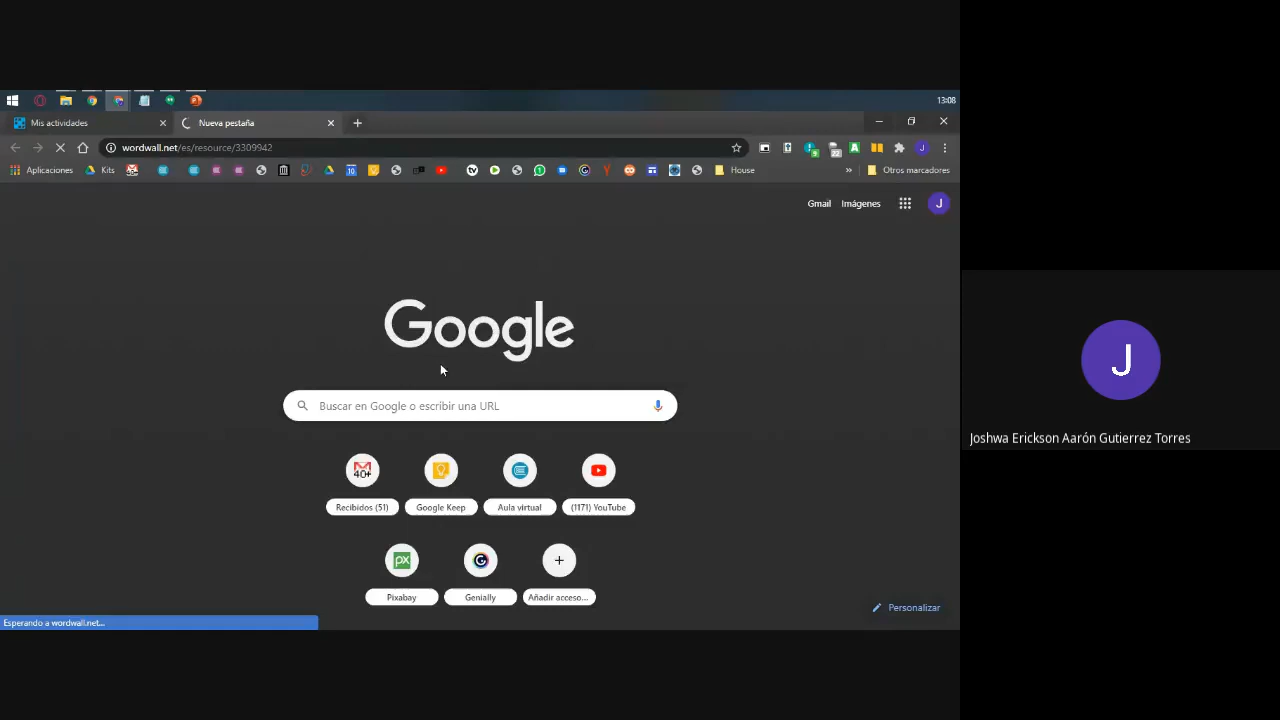 13:08
Mis actividades
Nueva pestaña
wordwall.net/es/resource/3309942
Aplicaciones
Kits
House
Otros marcadores
Gmail
Imágenes
J
Google
Buscar en Google o escribir una URL
Recibidos (51)
Google Keep
Aula virtual
(1171) YouTube
Pixabay
Genially
Añadir acceso...
Personalizar
Esperando a wordwall.net...
J
Joshwa Erickson Aarón Gutierrez Torres